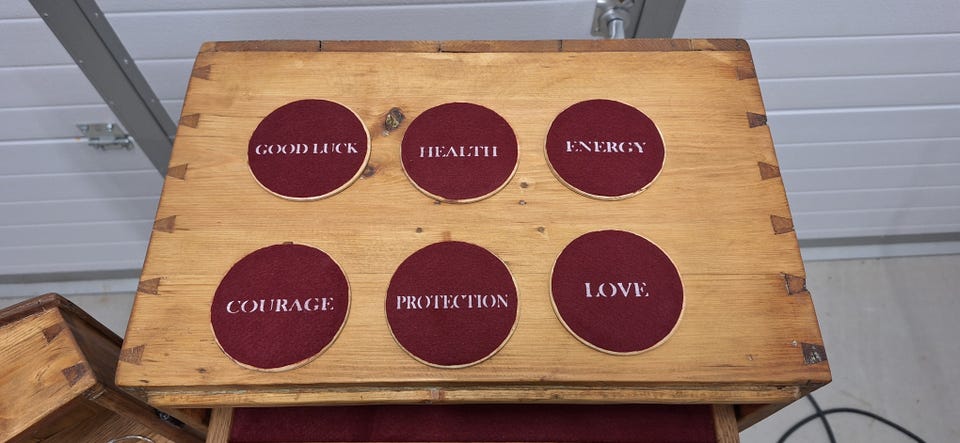 GOOD LUCK
HEALTH
ENERGY
COURAGE
PROTECTION
LOVE